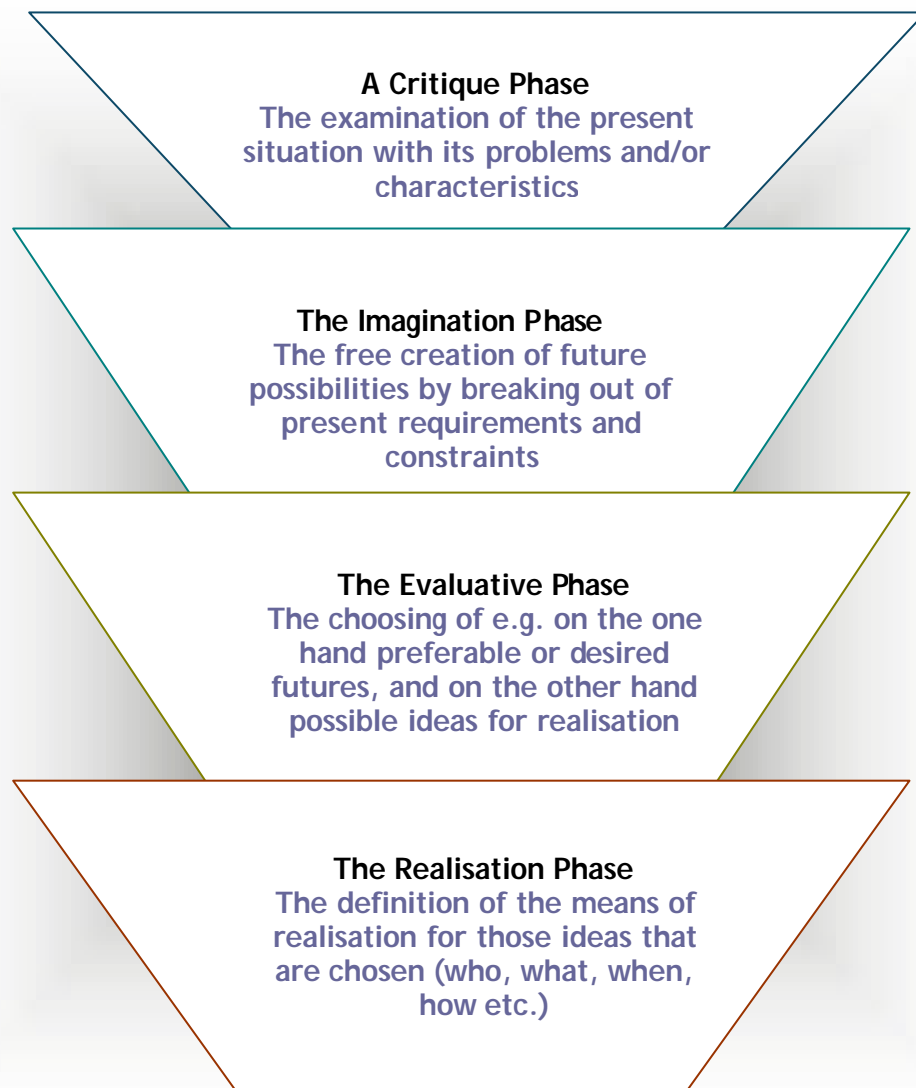 A Critique Phase
The examination of the present
situation with its problems and/or
characteristics
The Imagination Phase
The free creation of future
possibilities by breaking out of
present requirements and
constraints
The Evaluative Phase
The choosing of e.g. on the one
hand preferable or desired
futures, and on the other hand
possible ideas for realisation
The Realisation Phase
The definition of the means of
realisation for those ideas that
are chosen (who, what, when,
how etc.)